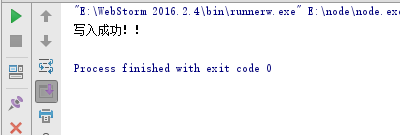 "E:\WebStorm 2016.2.4\bin\runnerw.exe" E:\node\node.exe
写入成功！！
Process finished with exit code 0